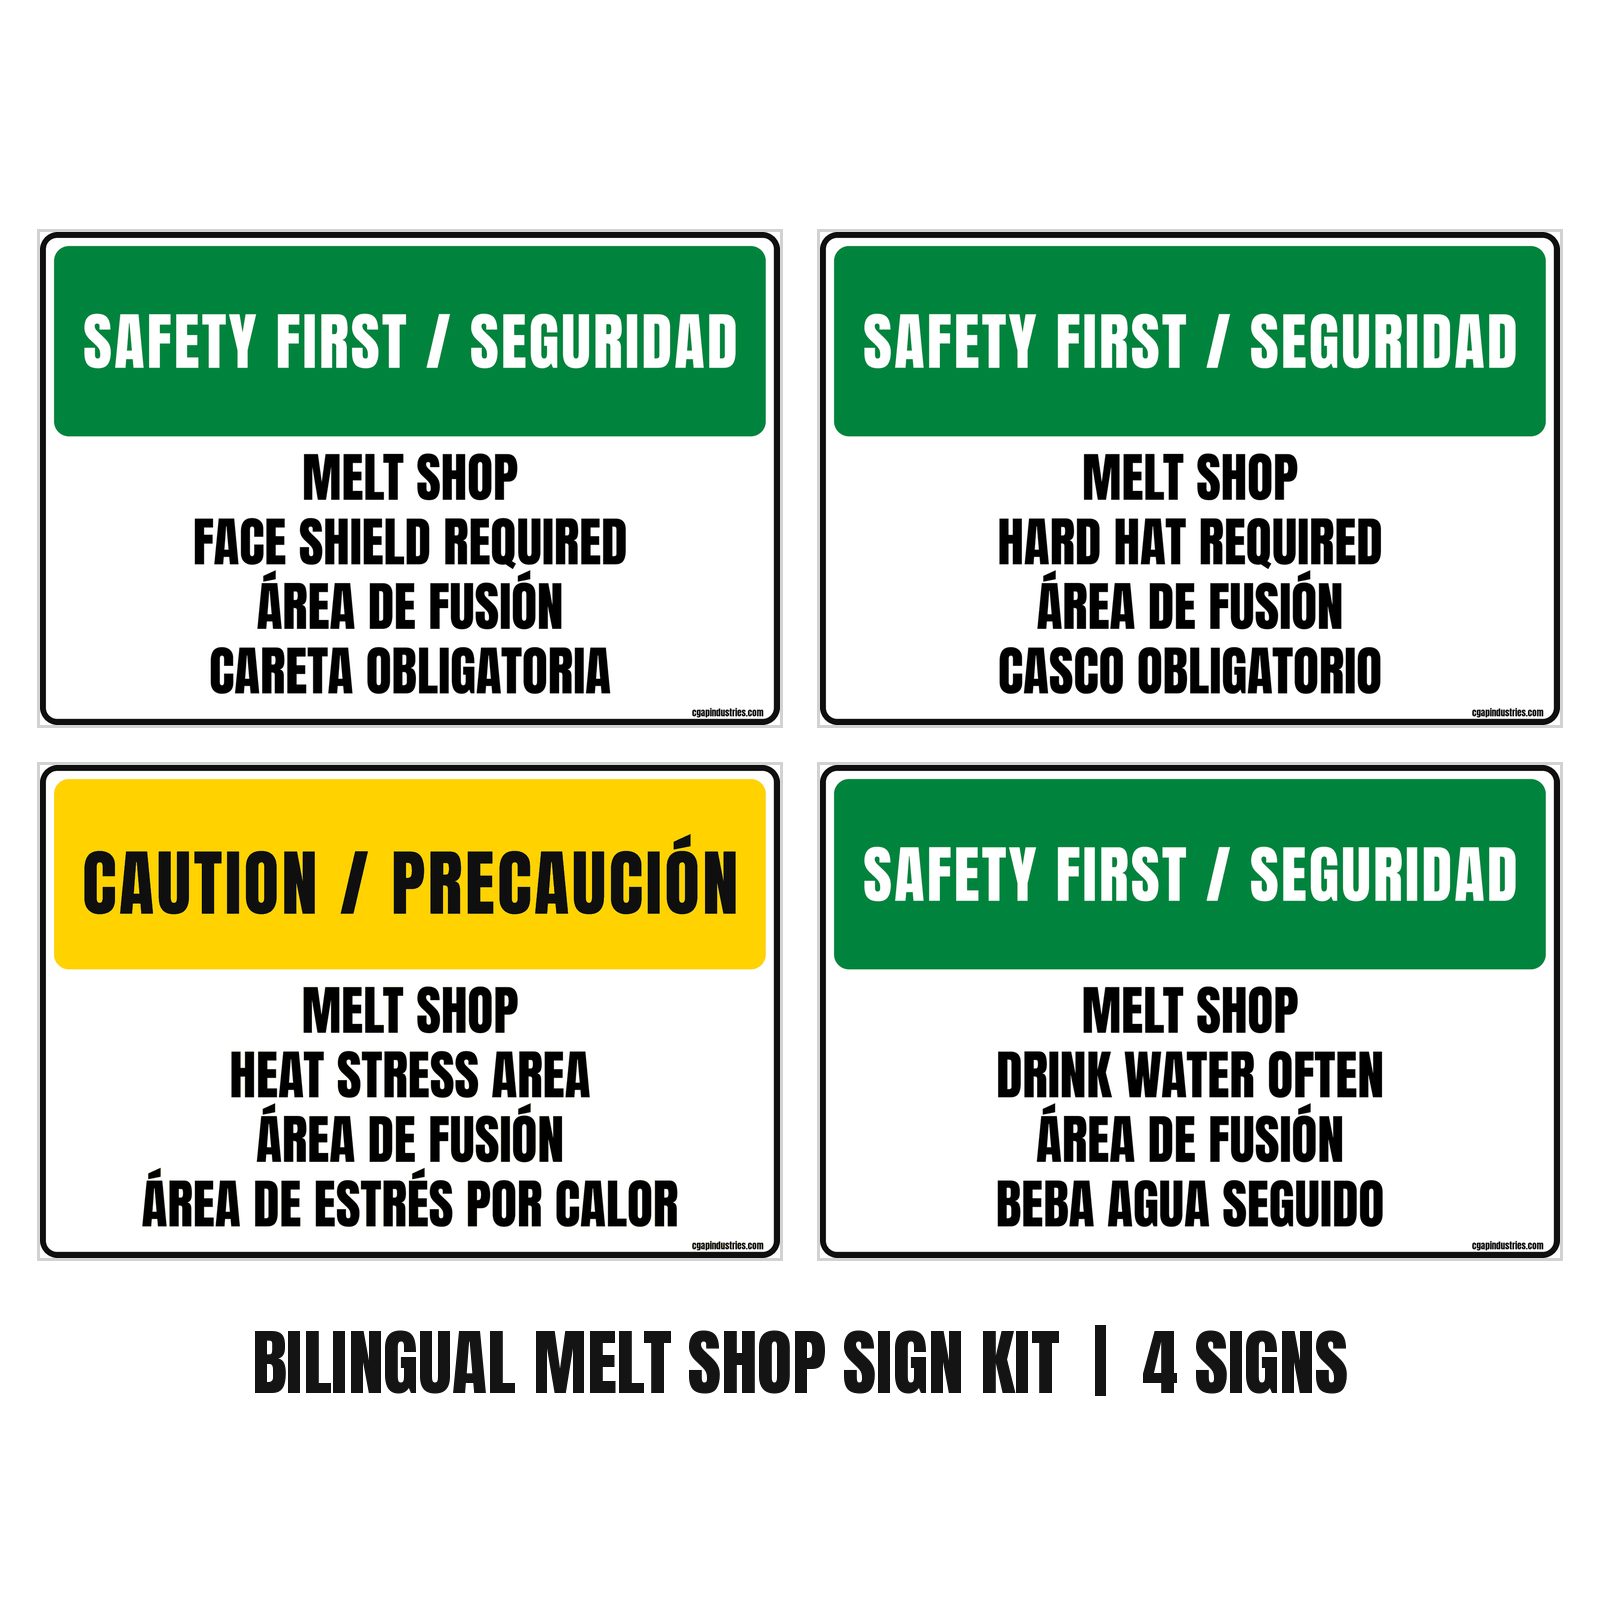 SAFETY FIRST / SEGURIDAD
MELT SHOP
FACE SHIELD REQUIRED
ÁREA DE FUSIÓN
CARETA OBLIGATORIA
cgapindustries.com
SAFETY FIRST / SEGURIDAD
MELT SHOP
HARD HAT REQUIRED
ÁREA DE FUSIÓN
CASCO OBLIGATORIO
cgapindustries.com
CAUTION / PRECAUCIÓN
MELT SHOP
HEAT STRESS AREA
ÁREA DE FUSIÓN
ÁREA DE ESTRÉS POR CALOR
cgapindustries.com
SAFETY FIRST / SEGURIDAD
MELT SHOP
DRINK WATER OFTEN
ÁREA DE FUSIÓN
BEBA AGUA SEGUIDO
cgapindustries.com
BILINGUAL MELT SHOP SIGN KIT | 4 SIGNS